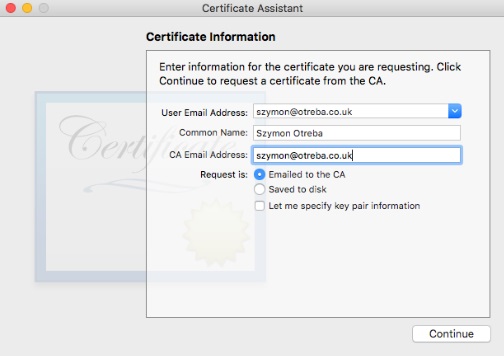 Certificate Assistant
Certificate Information
Enter information for the certificate you are requesting. Click
Continue to request a certificate from the CA.
Certificate
User Email Address: szymon@otreba.co.uk
Common Name: Szymon Otreba
CA Email Address: szymon@otreba.co.uk
Request is: Emailed to the CA
Saved to disk
Let me specify key pair information
Continue